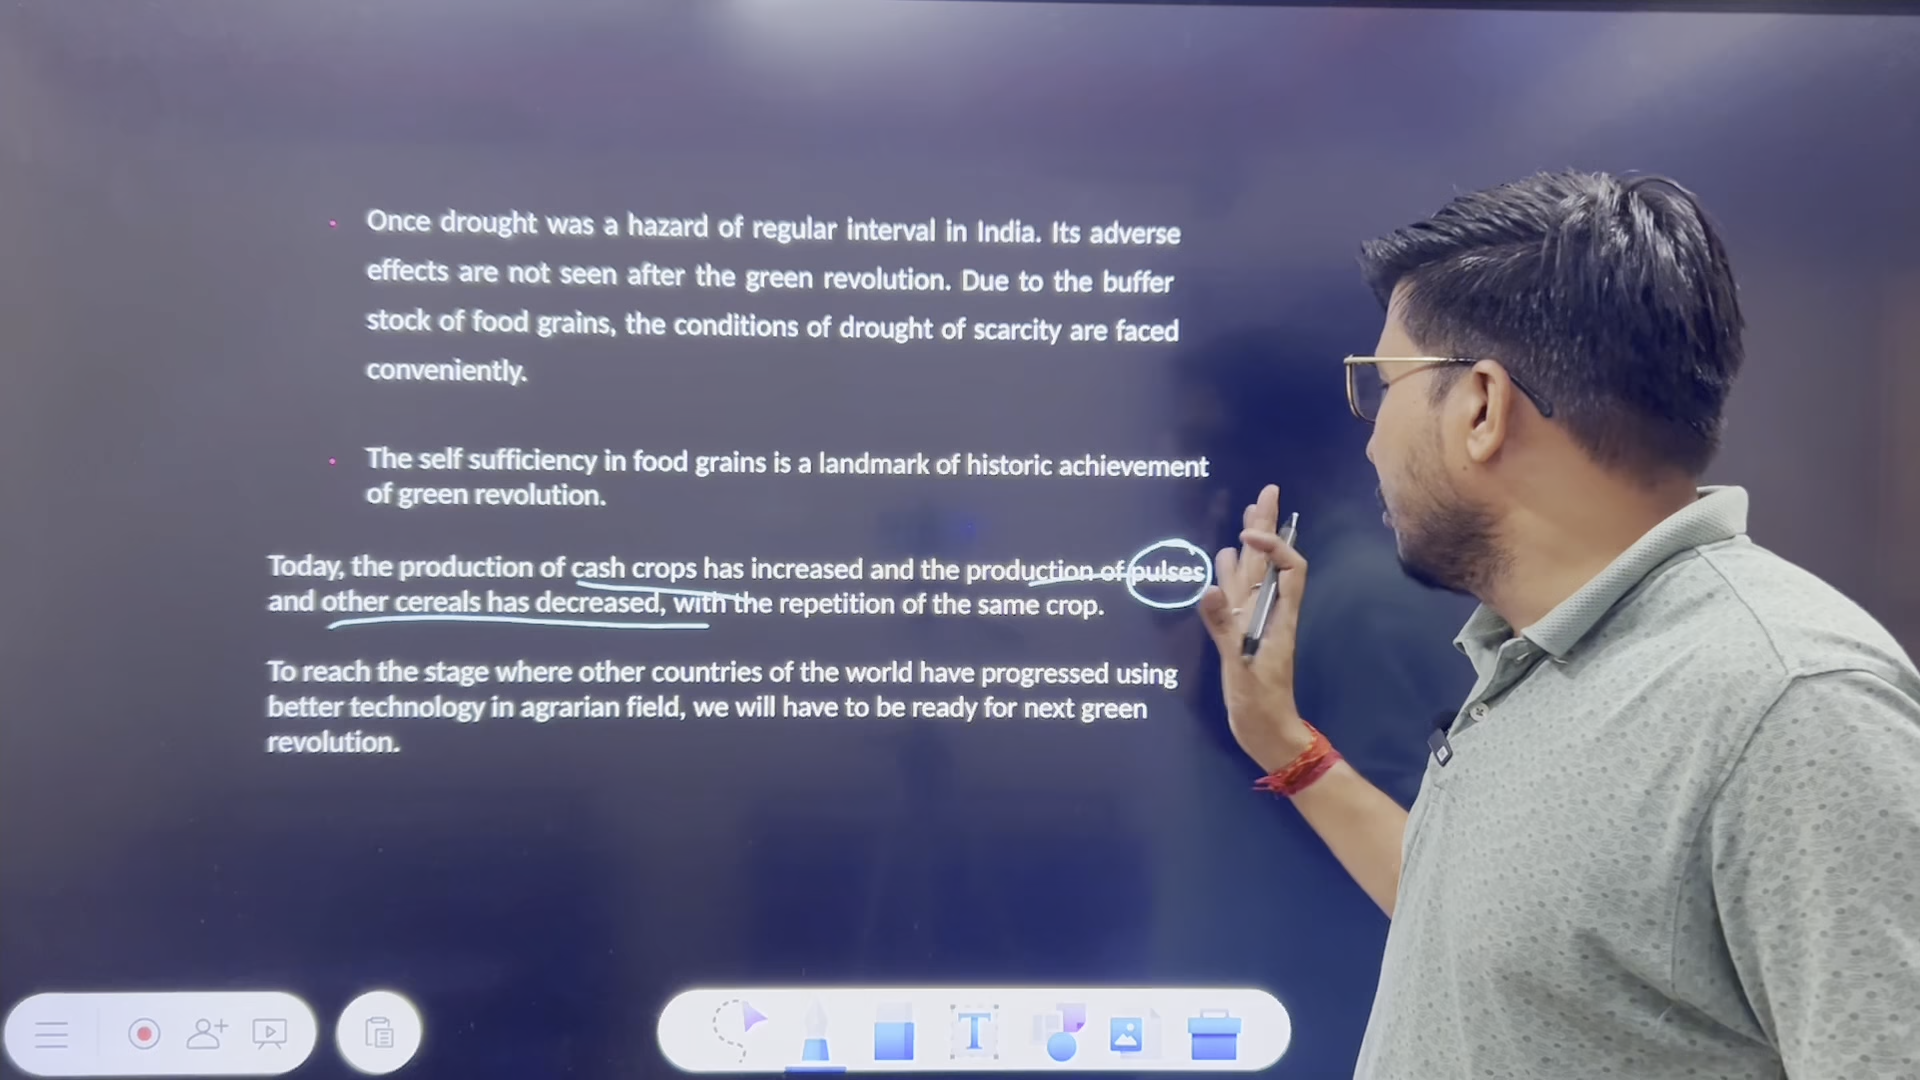 Once drought was a hazard of regular interval in India. Its adverse
effects are not seen after the green revolution. Due to the buffer
stock of food grains, the conditions of drought of scarcity are faced
conveniently.
The self sufficiency in food grains is a landmark of historic achievement
of green revolution.
Today, the production of cash crops has increased and the production of pulses
and other cereals has decreased, with the repetition of the same crop.
To reach the stage where other countries of the world have progressed using
better technology in agrarian field, we will have to be ready for next green
revolution.
T